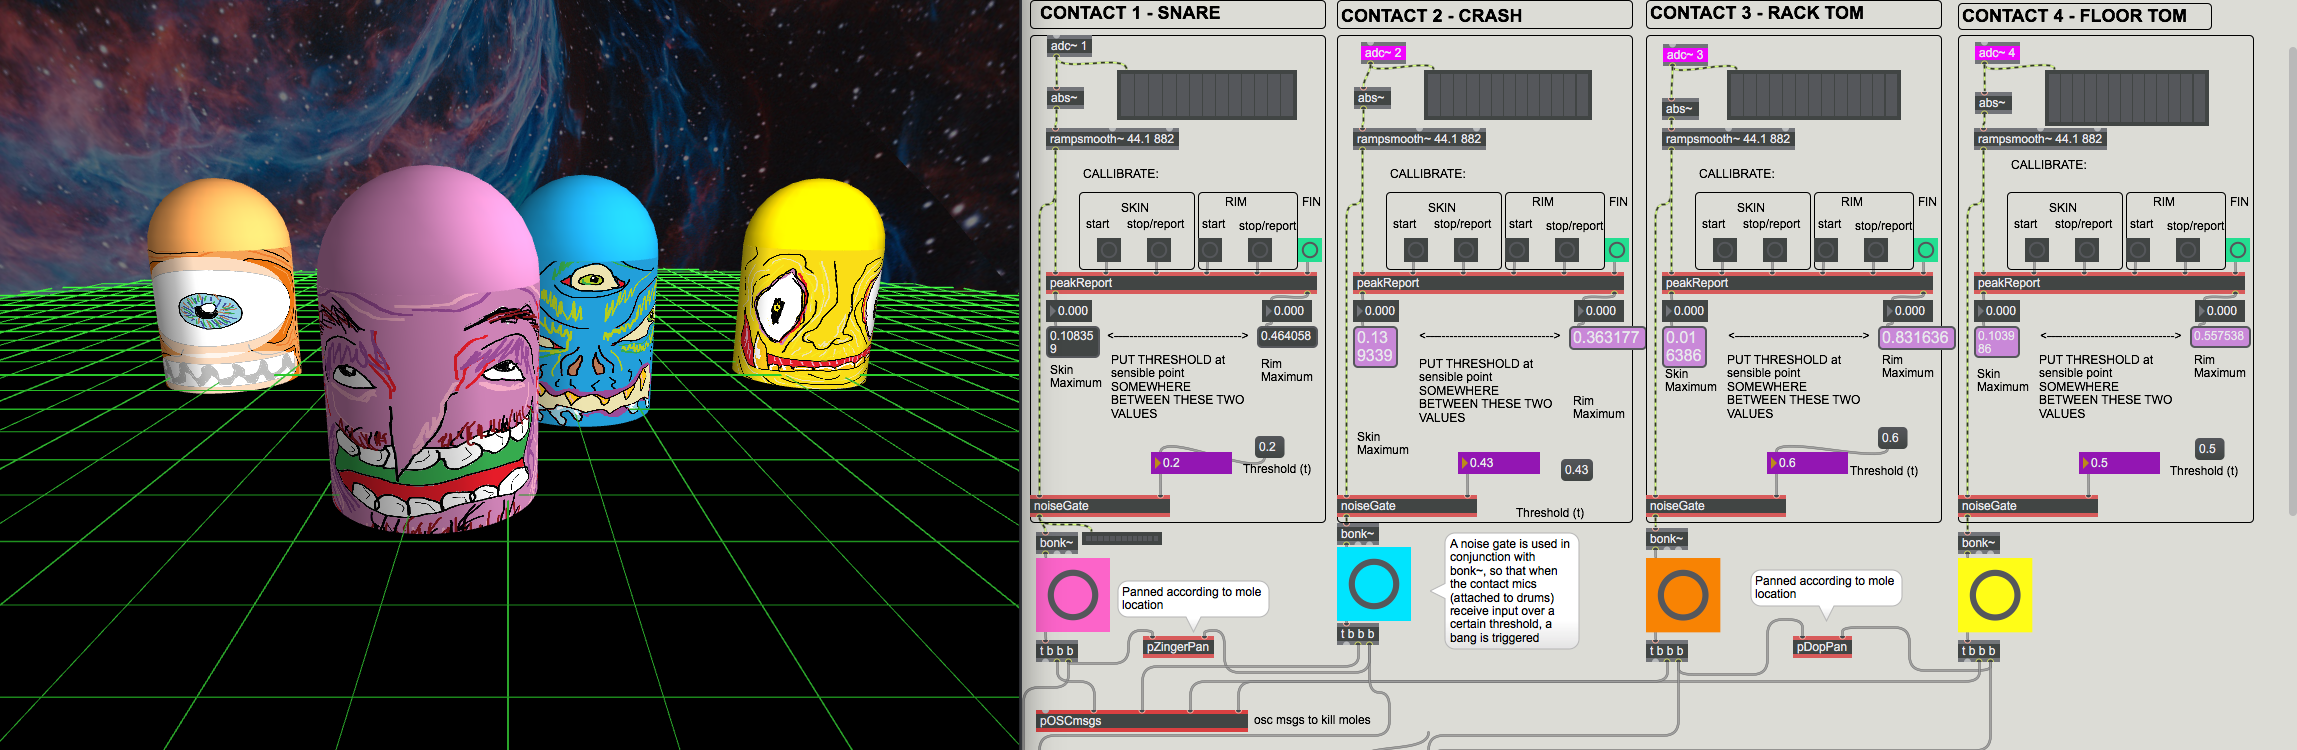 CONTACT 1 - SNARE
adc~ 1
abs~
rampsmooth~ 44.1 882
CALLIBRATE:
SKIN
RIM
FIN
start
stop/report
start
stop/report
peakReport
0.000
0.000
0.10835
9
<---------------------------->
0.464058
Skin
Maximum
PUT THRESHOLD at
sensible point
SOMEWHERE
BETWEEN THESE TWO
VALUES
Rim
Maximum
0.2
0.2
Threshold (t)
noiseGate
bonk~
Panned according to mole
location
t b b b
pZingerPan
pOSCmsgs
osc msgs to kill moles
CONTACT 2 - CRASH
adc~ 2
abs~
rampsmooth~ 44.1 882
CALLIBRATE:
SKIN
RIM
FIN
start
stop/report
start
stop/report
peakReport
0.000
0.000
0.13
9339
<---------------------------->
0.363177
PUT THRESHOLD at
sensible point
SOMEWHERE
BETWEEN THESE TWO
VALUES
Rim
Maximum
Skin
Maximum
0.43
0.43
Threshold (t)
noiseGate
bonk~
A noise gate is used in
conjunction with
bonk~, so that when
the contact mics
(attached to drums)
receive input over a
certain threshold, a
bang is triggered
t b b b
CONTACT 3 - RACK TOM
adc~ 3
abs~
rampsmooth~ 44.1 882
CALLIBRATE:
SKIN
RIM
FIN
start
stop/report
start
stop/report
peakReport
0.000
0.000
0.01
6386
<---------------------------->
0.831636
Skin
Maximum
PUT THRESHOLD at
sensible point
SOMEWHERE
BETWEEN THESE TWO
VALUES
Rim
Maximum
0.6
0.6
Threshold (t)
noiseGate
bonk~
Panned according to mole
location
t b b b
pDopPan
CONTACT 4 - FLOOR TOM
adc~ 4
abs~
rampsmooth~ 44.1 882
CALLIBRATE:
SKIN
RIM
FIN
start
stop/report
start
stop/report
peakReport
0.000
0.000
0.1039
86
<---------------------------->
0.557538
Skin
Maximum
PUT THRESHOLD at
sensible point
SOMEWHERE
BETWEEN THESE TWO
VALUES
Rim
Maximum
0.5
0.5
Threshold (t)
noiseGate
bonk~
t b b b